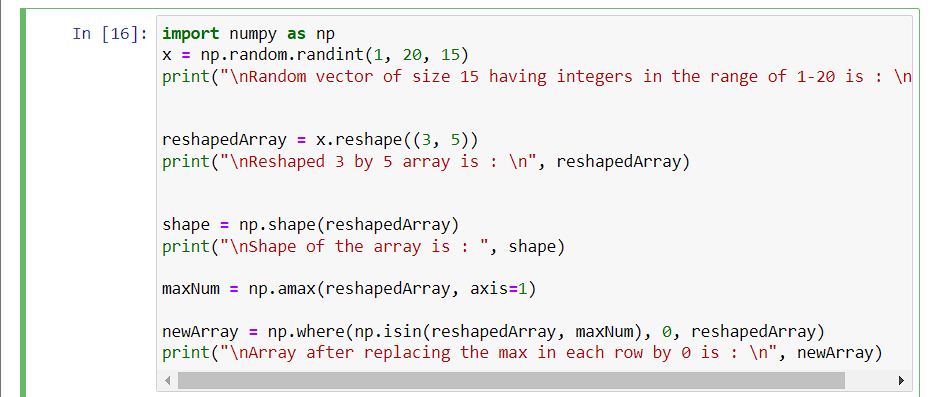 In [16]: import numpy as np
x = np.random.randint(1, 20, 15)
print("\nRandom vector of size 15 having integers in the range of 1-20 is : \n
reshapedArray = x.reshape((3, 5))
print("\nReshaped 3 by 5 array is : \n", reshapedArray)
shape = np.shape(reshapedArray)
print("\nShape of the array is : ", shape)
maxNum = np.amax(reshapedArray, axis=1)
newArray = np.where(np.isin(reshapedArray, maxNum), 0, reshapedArray)
print("\nArray after replacing the max in each row by 0 is : \n", newArray)